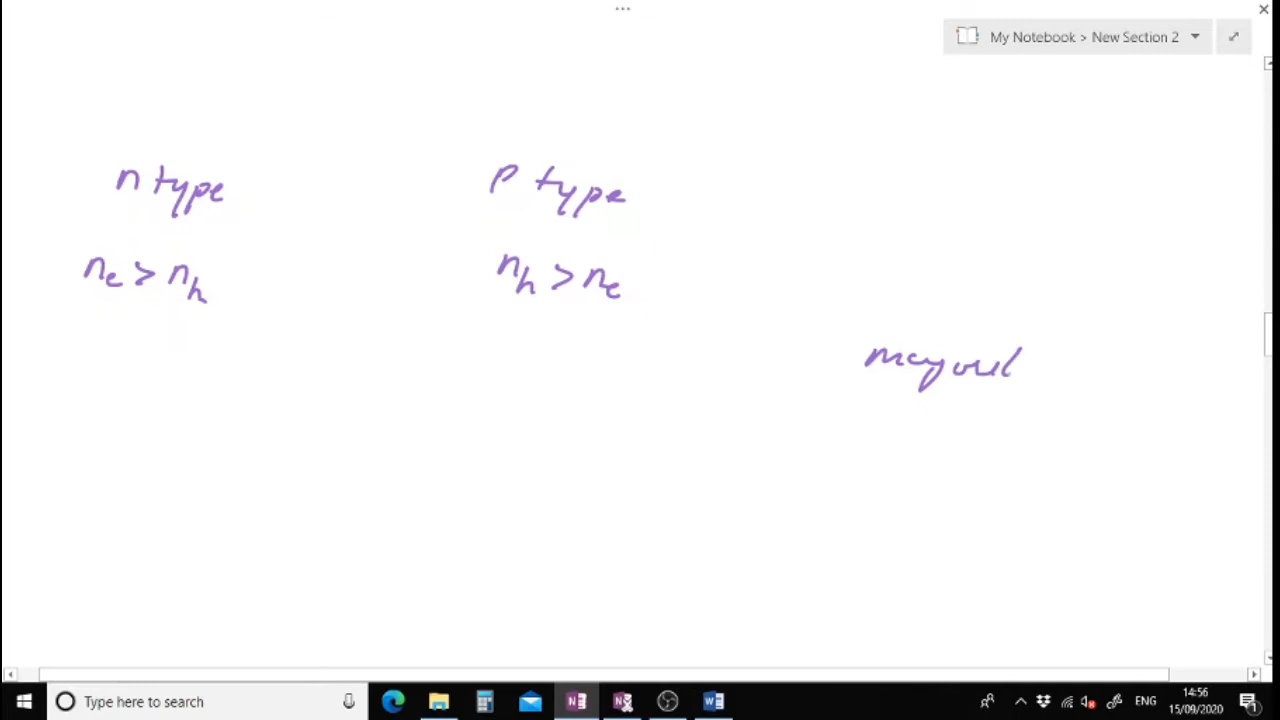 My Notebook > New Section 2
n type
p type
nₑ > nₕ
nₕ > nₑ
Type here to search
ENG
14:56
15/09/2020
1